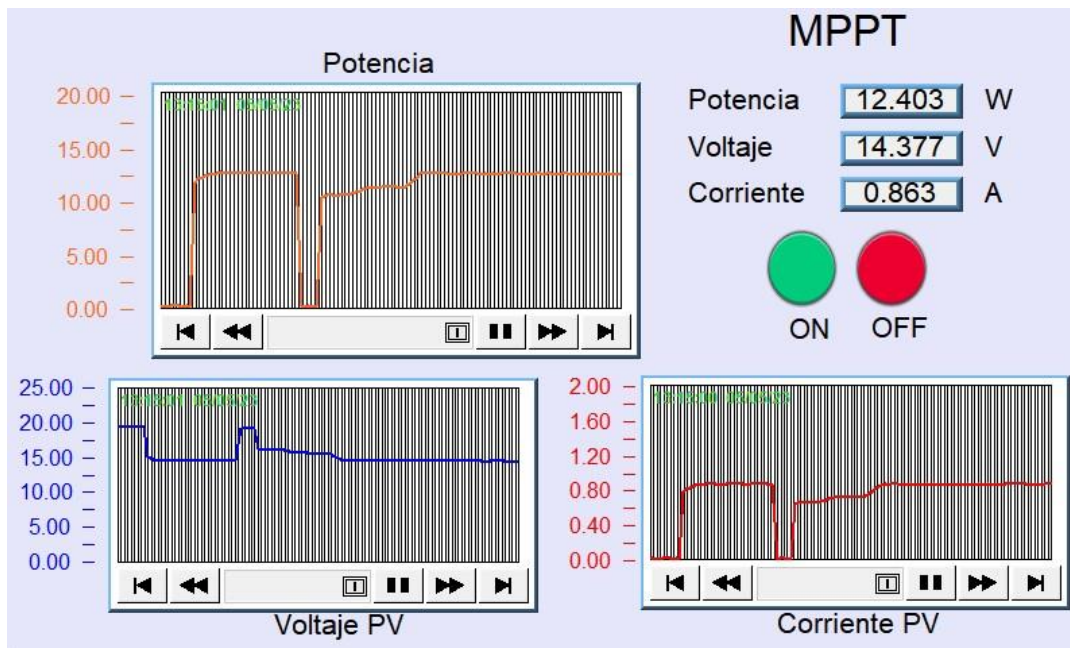 MPPT
Potencia
20.00
15.00
10.00
5.00
0.00
Potencia 12.403 W
Voltaje 14.377 V
Corriente 0.863 A
ON OFF
25.00
20.00
15.00
10.00
5.00
0.00
Voltaje PV
2.00
1.60
1.20
0.80
0.40
0.00
Corriente PV